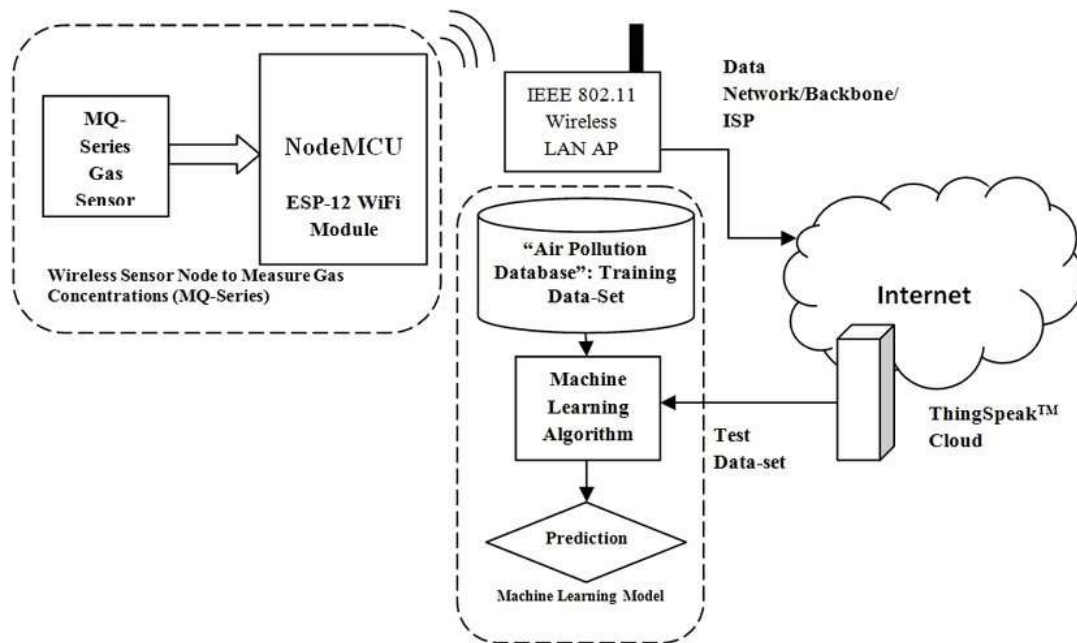 MQ-
Series
Gas
Sensor
NodeMCU
ESP-12 WiFi
Module
Wireless Sensor Node to Measure Gas
Concentrations (MQ-Series)
IEEE 802.11
Wireless
LAN AP
Data
Network/Backbone/
ISP
Internet
ThingSpeak™
Cloud
“Air Pollution
Database”: Training
Data-Set
Machine
Learning
Algorithm
Test
Data-set
Prediction
Machine Learning Model